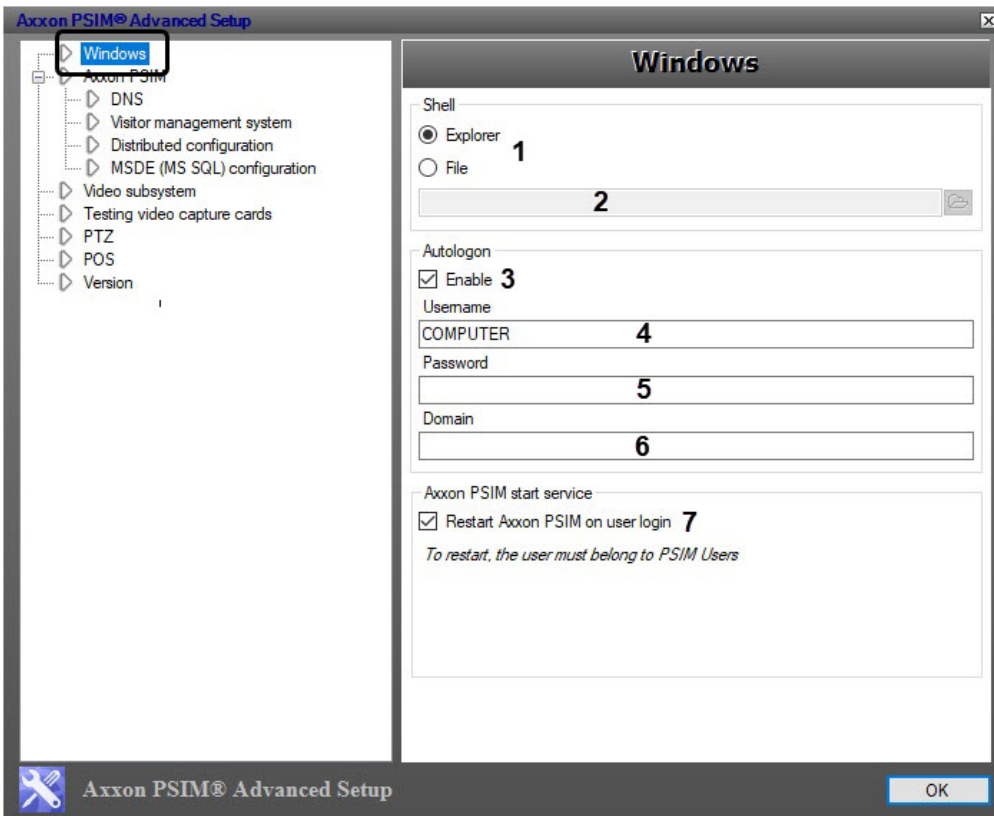 Axxon PSIM® Advanced Setup
Windows
Axxon PSIM
DNS
Visitor management system
Distributed configuration
MSDE (MS SQL) configuration
Video subsystem
Testing video capture cards
PTZ
POS
Version
Windows
Shell
Explorer
1
File
2
Autologon
Enable 3
Username
COMPUTER 4
Password
5
Domain
6
Axxon PSIM start service
Restart Axxon PSIM on user login 7
To restart, the user must belong to PSIM Users
Axxon PSIM® Advanced Setup
OK